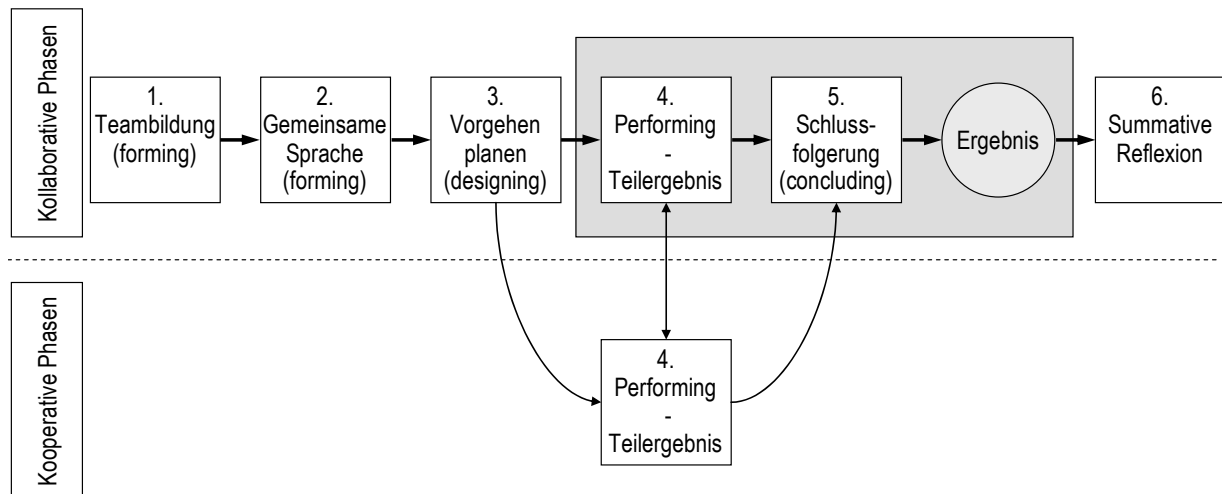 Kollaborative Phasen
1.
Teambildung
(forming)
2.
Gemeinsame
Sprache
(forming)
3.
Vorgehen
planen
(designing)
4.
Performing
-
Teilergebnis
5.
Schluss-
folgerung
(concluding)
Ergebnis
6.
Summative
Reflexion
Kooperative Phasen
4.
Performing
-
Teilergebnis